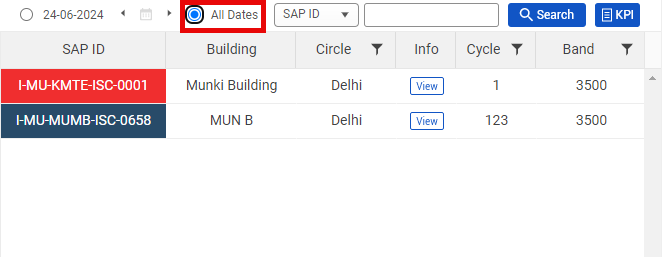 24-06-2024 All Dates SAP ID Search KPI
SAP ID Building Circle Info Cycle Band
I-MU-KMTE-ISC-0001 Munki Building Delhi View 1 3500
I-MU-MUMB-ISC-0658 MUN B Delhi View 123 3500